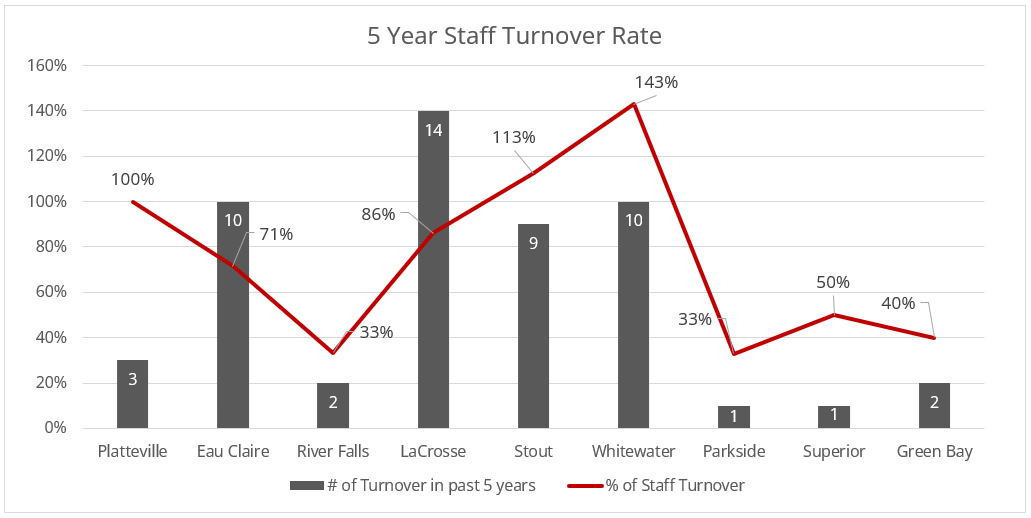 5 Year Staff Turnover Rate
160%
140%
120%
100%
80%
60%
40%
20%
0%
100%
71%
33%
86%
113%
143%
33%
50%
40%
3
10
2
14
9
10
1
1
2
Platteville
Eau Claire
River Falls
LaCrosse
Stout
Whitewater
Parkside
Superior
Green Bay
# of Turnover in past 5 years
% of Staff Turnover